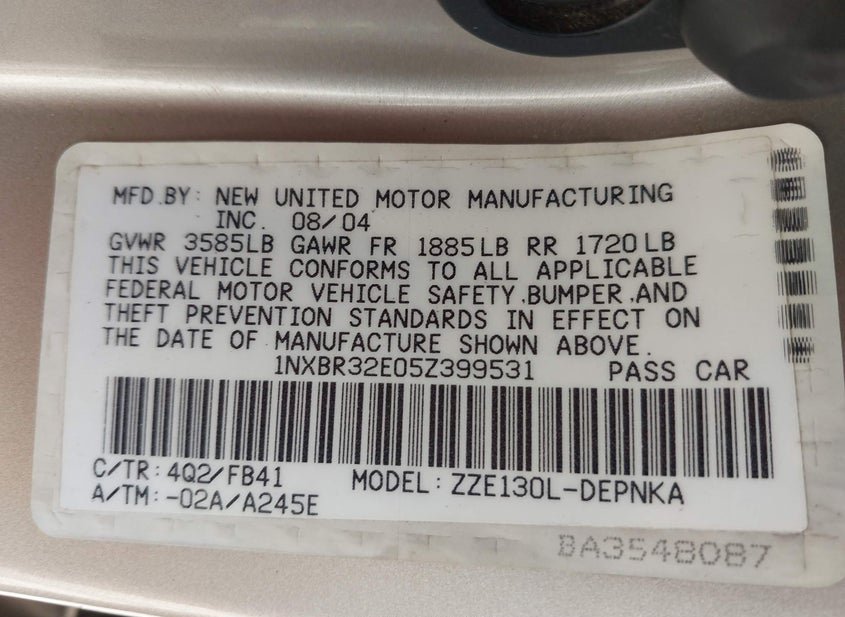 MFD.BY: NEW UNITED MOTOR MANUFACTURING
INC. 08/04
GVWR 3585LB GAWR FR 1885LB RR 1720LB
THIS VEHICLE CONFORMS TO ALL APPLICABLE
FEDERAL MOTOR VEHICLE SAFETY,BUMPER,AND
THEFT PREVENTION STANDARDS IN EFFECT ON
THE DATE OF MANUFACTURE SHOWN ABOVE.
1NXBR32E05Z399531 PASS CAR
C/TR:4Q2/FB41 MODEL:ZZE130L-DEPNKA
A/TM:-02A/A245E
BA3548087